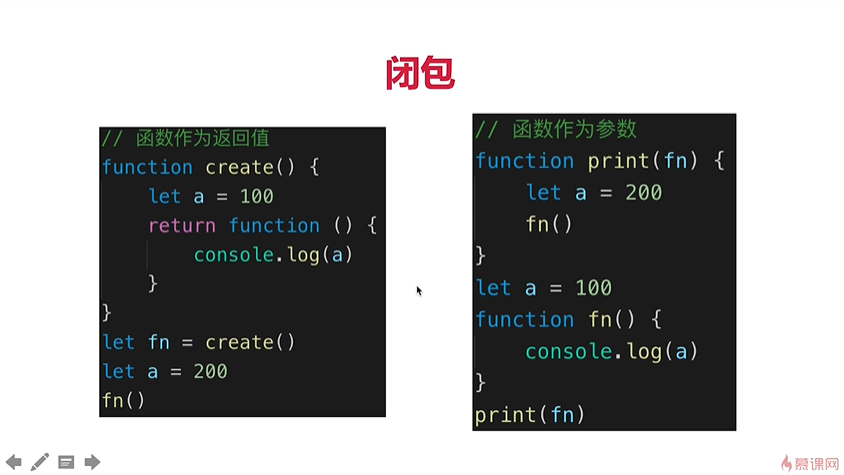 闭包
// 函数作为返回值
function create() {
    let a = 100
    return function () {
        console.log(a)
    }
}
let fn = create()
let a = 200
fn()
// 函数作为参数
function print(fn) {
    let a = 200
    fn()
}
let a = 100
function fn() {
    console.log(a)
}
print(fn)
慕课网